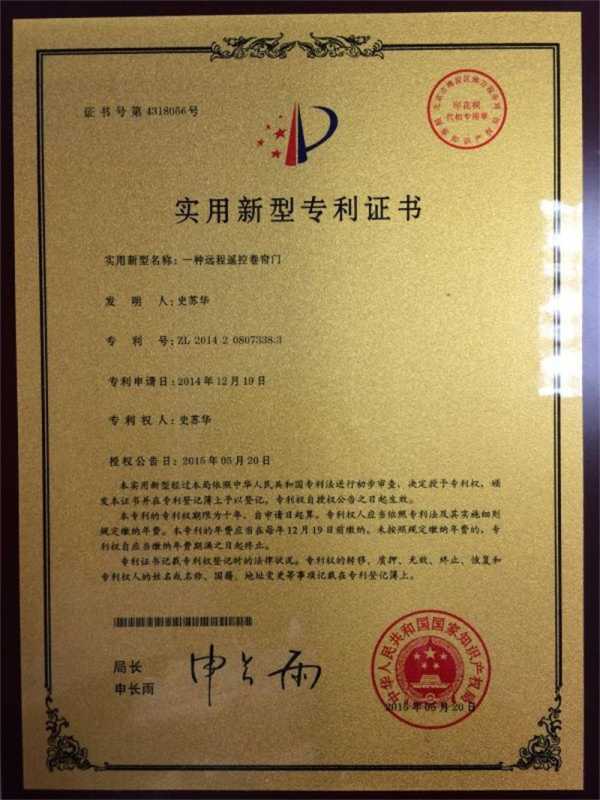 证书号第4318056号
印花税
代扣专用章
实用新型专利证书
实用新型名称：一种远程遥控卷帘门
发 明 人：史苏华
专 利 号：ZL 2014 2 0807338.3
专利申请日：2014年12月19日
专 利 权 人：史苏华
授权公告日：2015年05月20日
本实用新型经过本局依照中华人民共和国专利法进行初步审查，决定授予专利权，颁
发本证书并在专利登记簿上予以登记。专利权自授权公告之日起生效。
本专利的专利权期限为十年，自申请日起算。专利权人应当依照专利法及其实施细则
规定缴纳年费。本专利的年费应当在每年12月19日前缴纳。未按照规定缴纳年费的，专
利权自应当缴纳年费期满之日起终止。
专利证书记载专利权登记时的法律状况。专利权的转移、质押、无效、终止、恢复和
专利权人的姓名或名称、国籍、地址变更等事项记载在专利登记簿上。
局长
申长雨
申长雨
中华人民共和国国家知识产权局
2015年05月20日